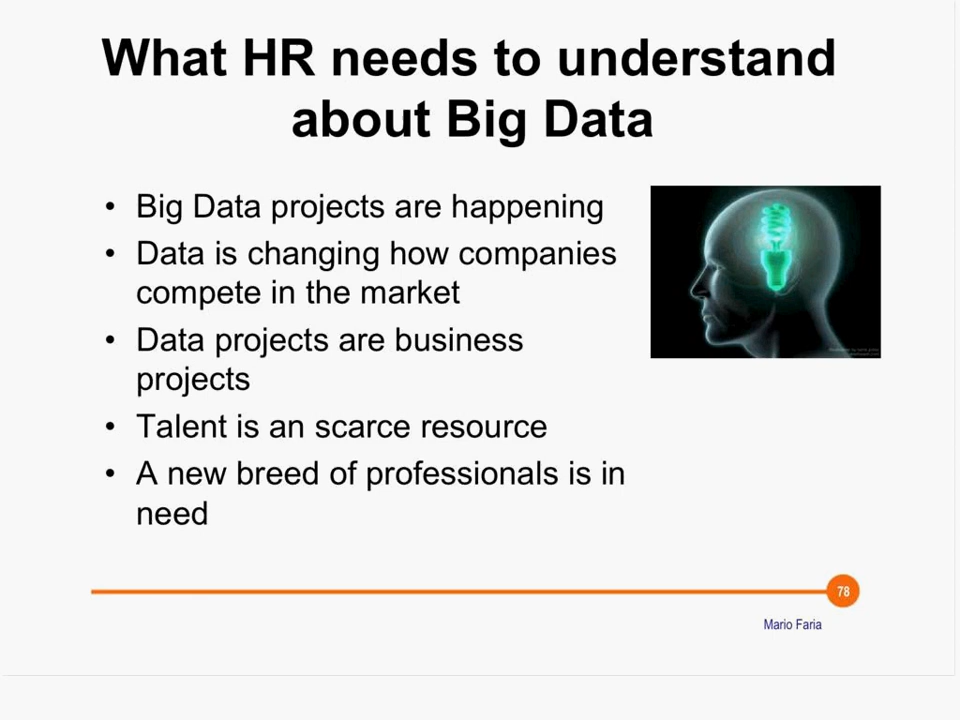 What HR needs to understand
about Big Data
• Big Data projects are happening
• Data is changing how companies
compete in the market
• Data projects are business
projects
• Talent is an scarce resource
• A new breed of professionals is in
need
78
Mario Faria